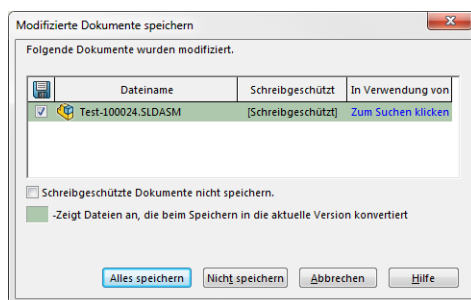 Modifizierte Dokumente speichern
Folgende Dokumente wurden modifiziert.
Dateiname Schreibgeschützt In Verwendung von
Test-100024.SLDASM [Schreibgeschützt] Zum Suchen klicken
Schreibgeschützte Dokumente nicht speichern.
-Zeigt Dateien an, die beim Speichern in die aktuelle Version konvertiert
Alles speichern Nicht speichern Abbrechen Hilfe